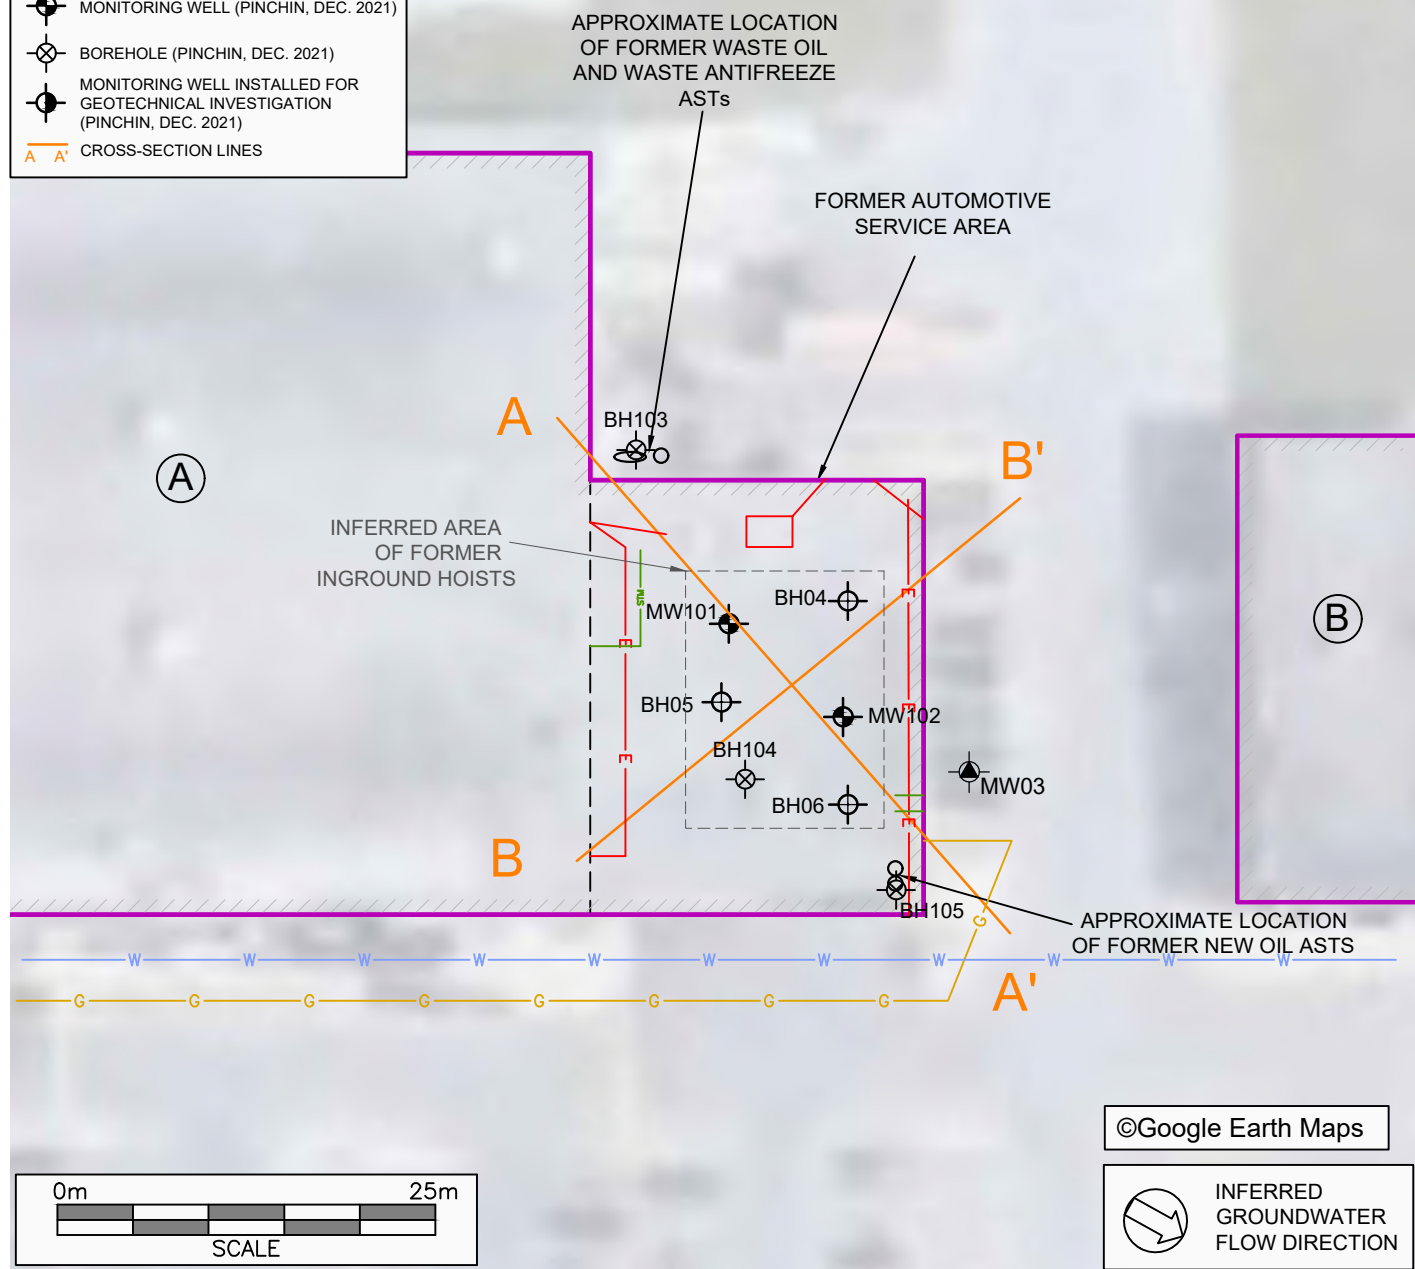 MONITORING WELL (PINCHIN, DEC. 2021)
BOREHOLE (PINCHIN, DEC. 2021)
MONITORING WELL INSTALLED FOR
GEOTECHNICAL INVESTIGATION
(PINCHIN, DEC. 2021)
A A' CROSS-SECTION LINES
APPROXIMATE LOCATION
OF FORMER WASTE OIL
AND WASTE ANTIFREEZE
ASTs
FORMER AUTOMOTIVE
SERVICE AREA
A
BH103
B'
A
INFERRED AREA
OF FORMER
INGROUND HOISTS
BH04
MW101
E
E
B
BH05
MW102
E
E
BH104
MW03
BH06
E
B
BH105
G
APPROXIMATE LOCATION
OF FORMER NEW OIL ASTS
W W W W W W W W W W W
A'
G G G G G G G G
©Google Earth Maps
0m 25m
SCALE
INFERRED
GROUNDWATER
FLOW DIRECTION